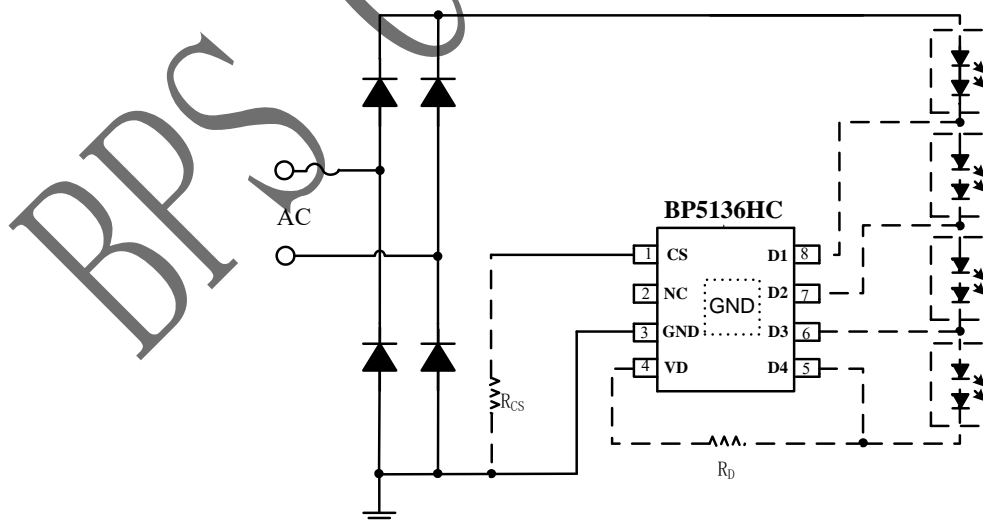 BPS
AC
BP5136HC
1 CS D1 8
2 NC D2 7
GND
3 GND D3 6
4 VD D4 5
RCS
RD